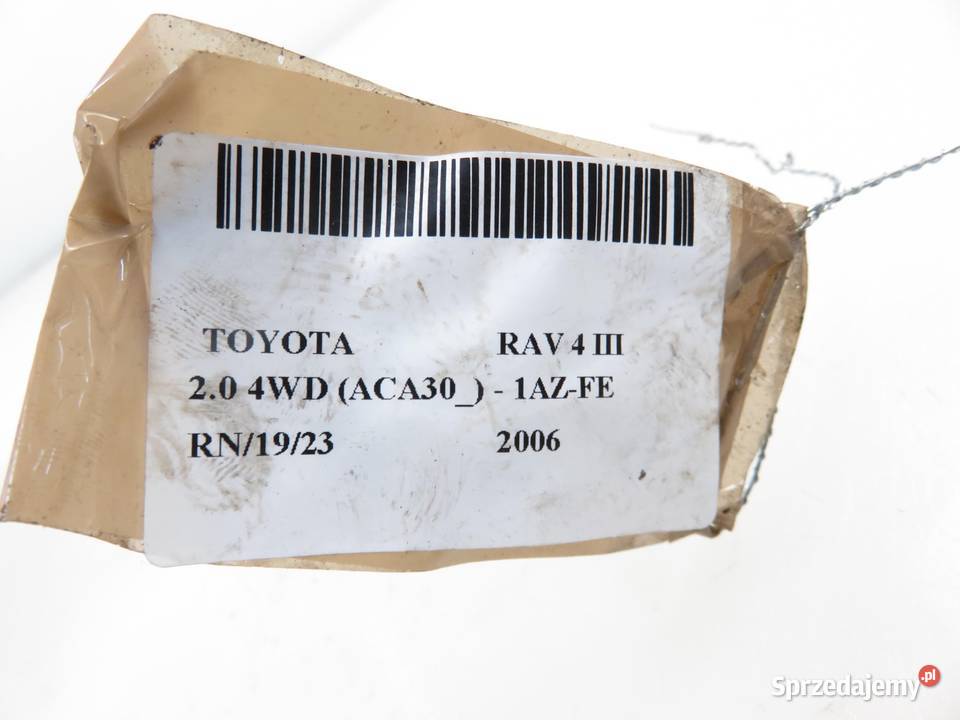 TOYOTA RAV 4 III
2.0 4WD (ACA30_) - 1AZ-FE
RN/19/23 2006
Sprzedajemy.pl